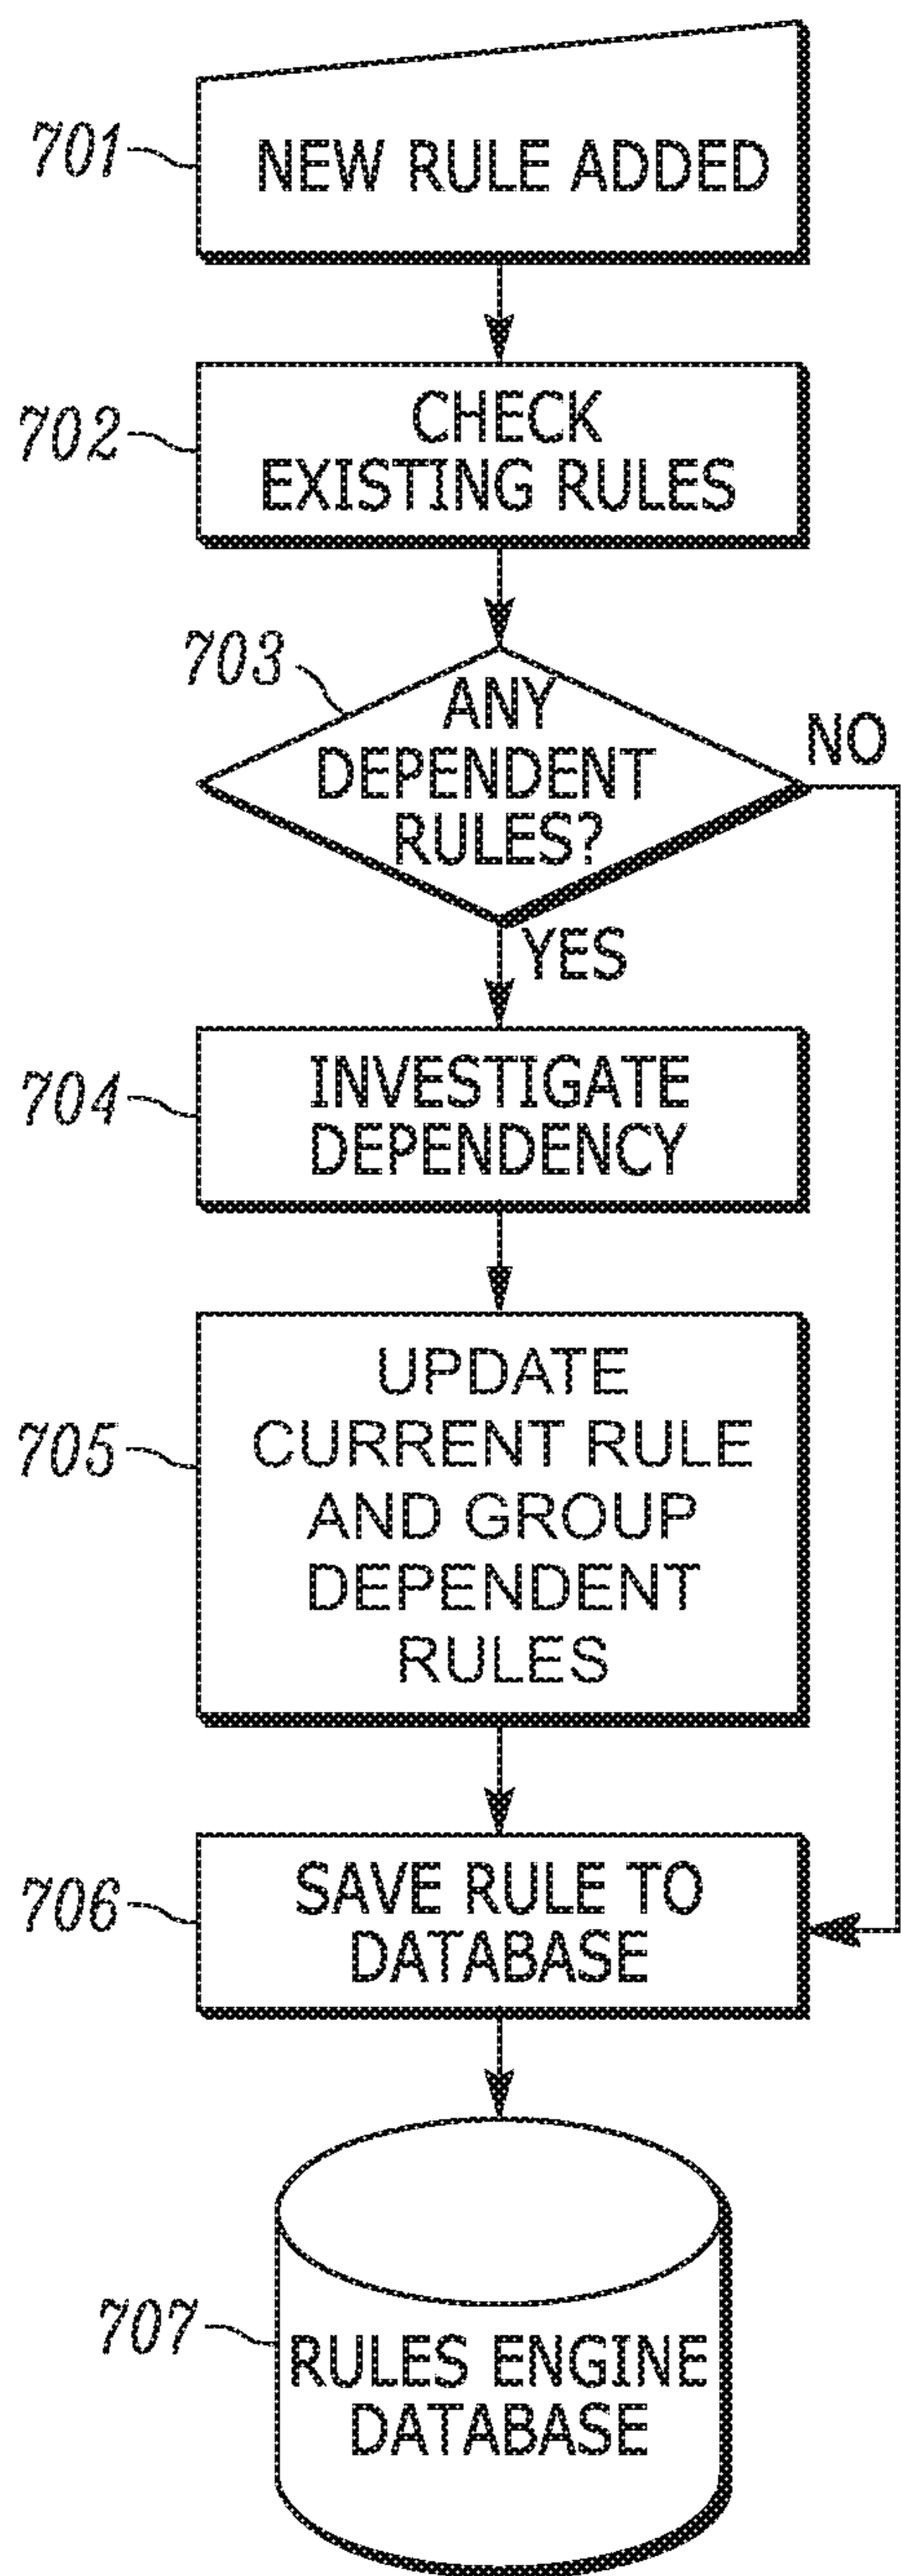 701
NEW RULE ADDED
702
CHECK
EXISTING RULES
703
ANY
DEPENDENT
RULES?
NO
YES
704
INVESTIGATE
DEPENDENCY
705
UPDATE
CURRENT RULE
AND GROUP
DEPENDENT
RULES
706
SAVE RULE TO
DATABASE
707
RULES ENGINE
DATABASE